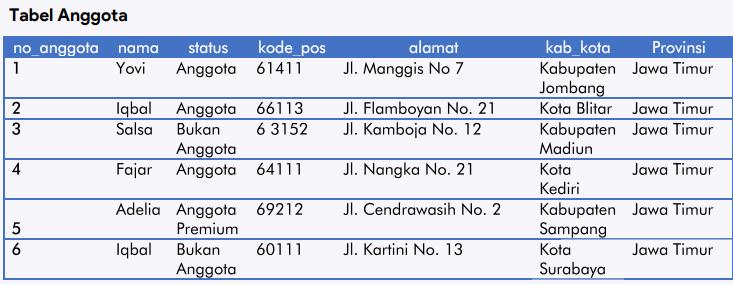 Tabel Anggota
no_anggota nama status kode_pos alamat kab_kota Provinsi
1 Yovi Anggota 61411 Jl. Manggis No 7 Kabupaten Jawa Timur
Jombang
2 Iqbal Anggota 66113 Jl. Flamboyan No. 21 Kota Blitar Jawa Timur
3 Salsa Bukan 6 3152 Jl. Kamboja No. 12 Kabupaten Jawa Timur
Anggota Madiun
4 Fajar Anggota 64111 Jl. Nangka No. 21 Kota Jawa Timur
Kediri
Adelia Anggota 69212 Jl. Cendrawasih No. 2 Kabupaten Jawa Timur
5 Premium Sampang
6 Iqbal Bukan 60111 Jl. Kartini No. 13 Kota Jawa Timur
Anggota Surabaya